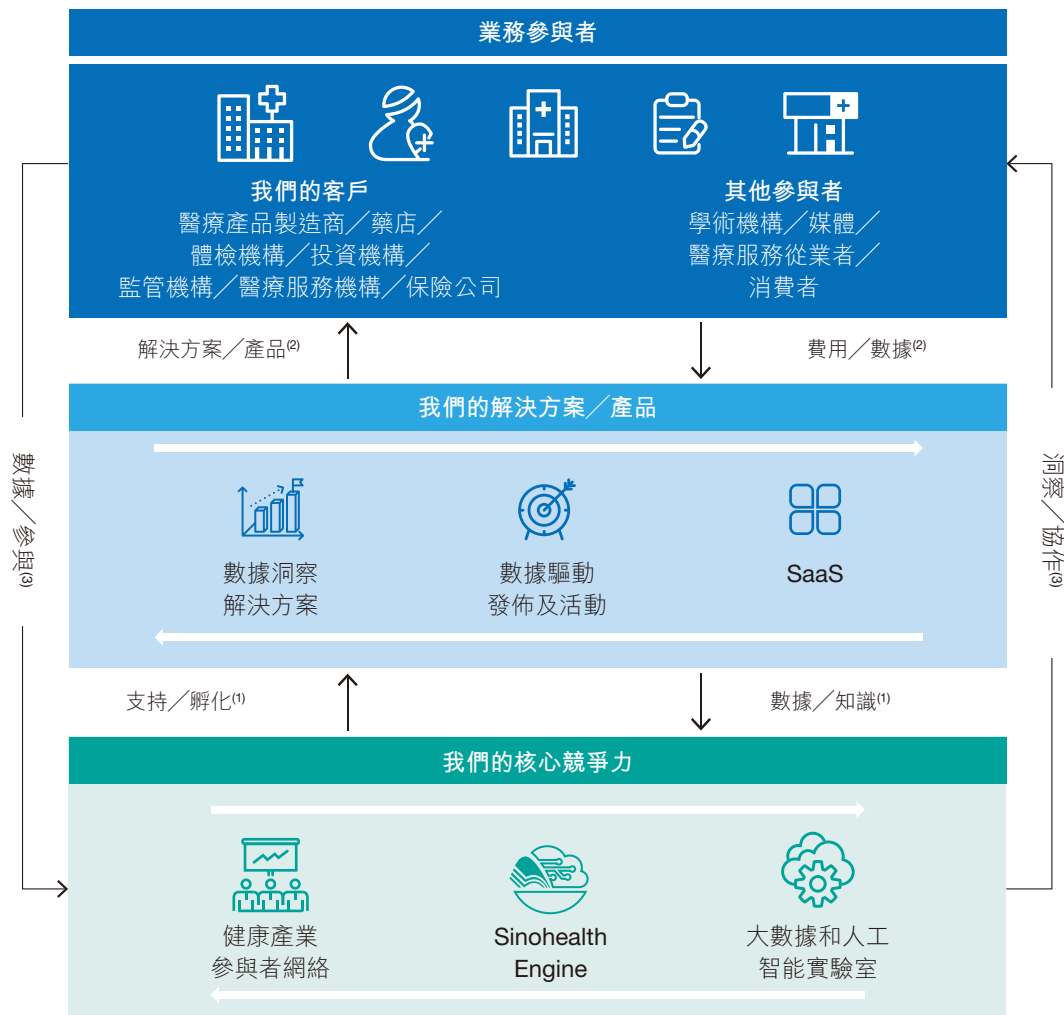 業務參與者
我們的客戶
醫療產品製造商／藥店／
體檢機構／投資機構／
監管機構／醫療服務機構／保險公司
其他參與者
學術機構／媒體／
醫療服務從業者／
消費者
解決方案／產品(2)
費用／數據(2)
我們的解決方案／產品
數據洞察
解決方案
數據驅動
發佈及活動
SaaS
數據／參與(3)
洞察／協作(3)
支持／孵化(1)
數據／知識(1)
我們的核心競爭力
健康產業
參與者網絡
Sinohealth
Engine
大數據和人工
智能實驗室